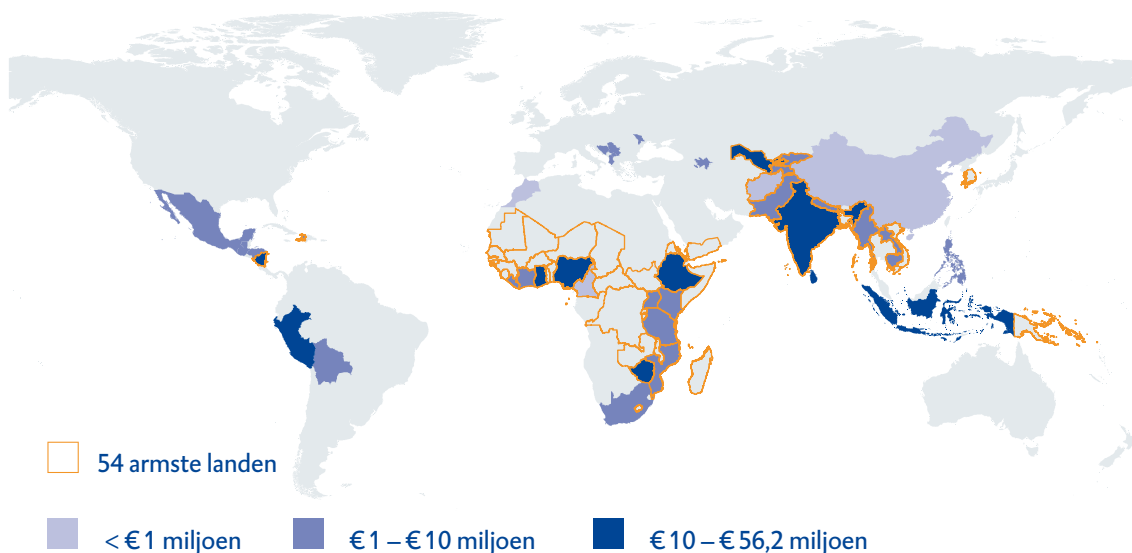 54 armste landen
< €1 miljoen
€1 – €10 miljoen
€10 – €56,2 miljoen